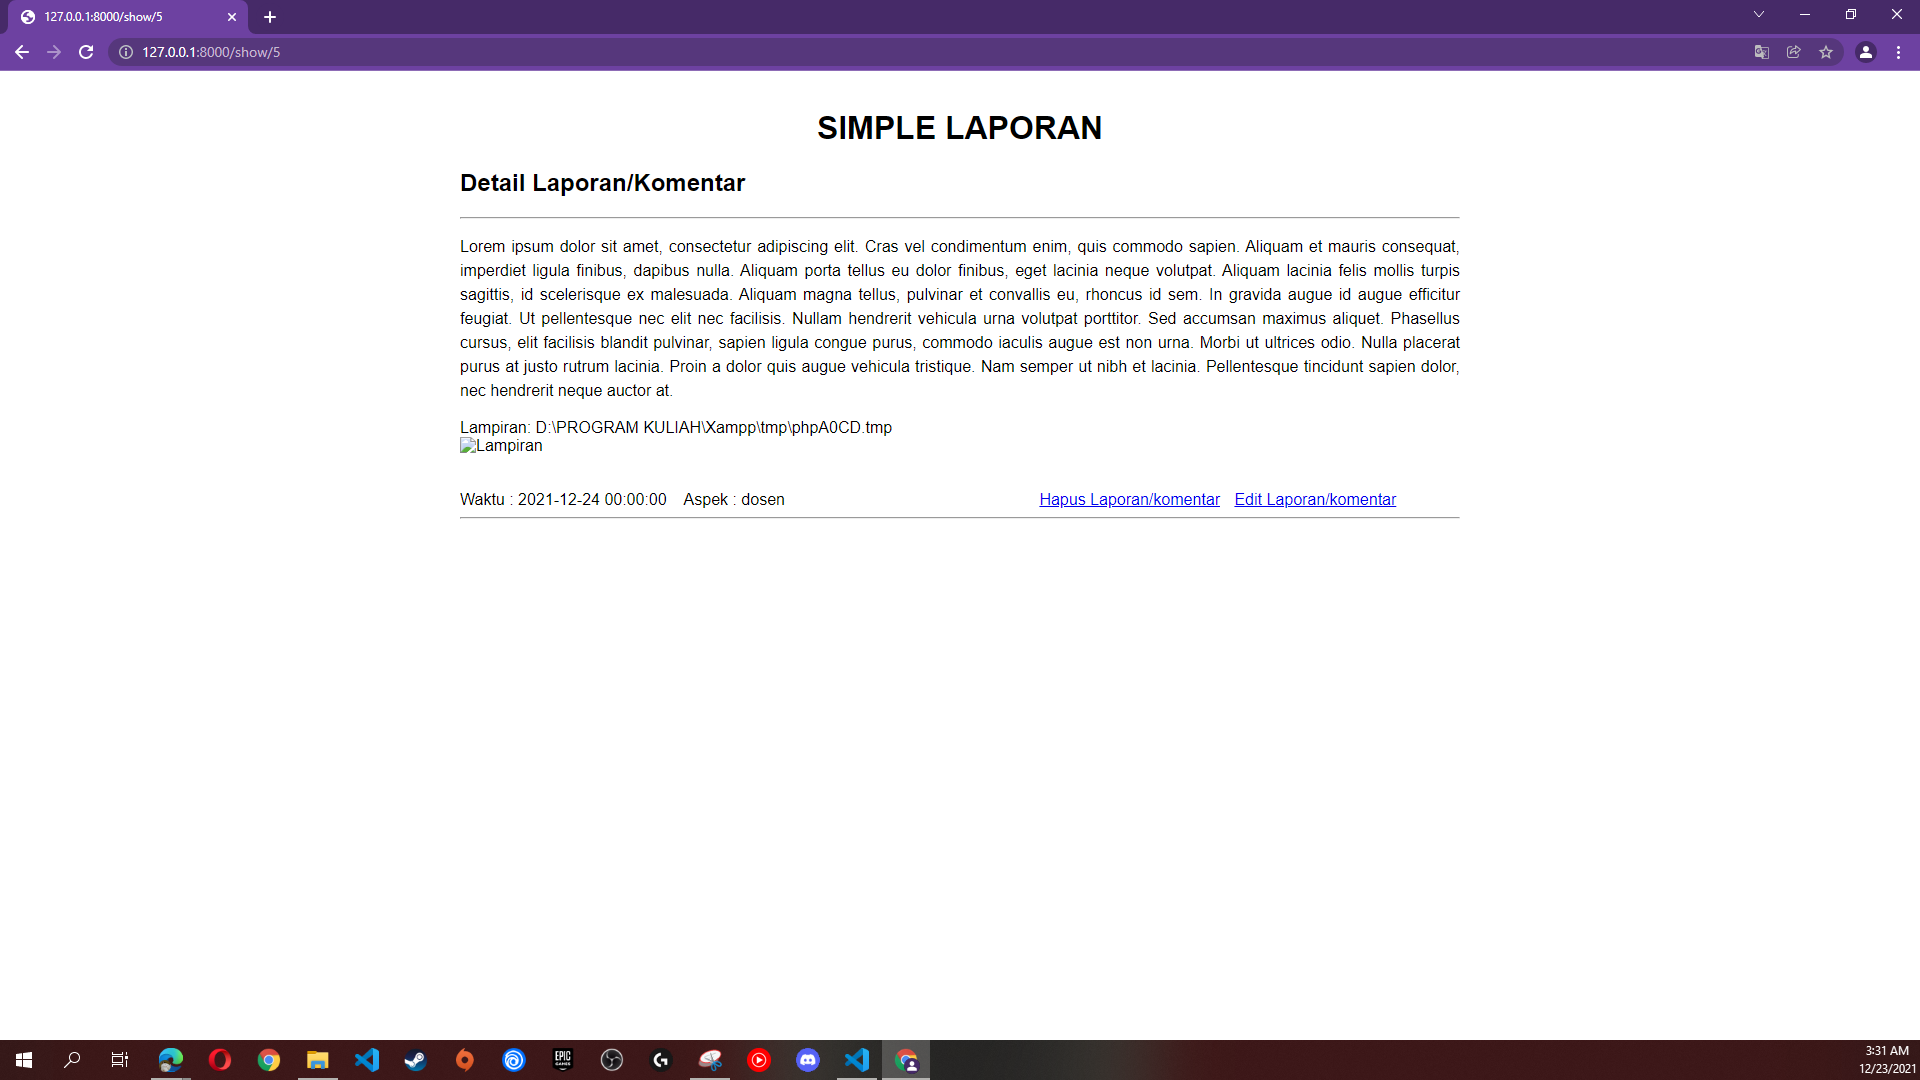 127.0.0.1:8000/show/5
127.0.0.1:8000/show/5
SIMPLE LAPORAN
Detail Laporan/Komentar
Lorem ipsum dolor sit amet, consectetur adipiscing elit. Cras vel condimentum enim, quis commodo sapien. Aliquam et mauris consequat,
imperdiet ligula finibus, dapibus nulla. Aliquam porta tellus eu dolor finibus, eget lacinia neque volutpat. Aliquam lacinia felis mollis turpis
sagittis, id scelerisque ex malesuada. Aliquam magna tellus, pulvinar et convallis eu, rhoncus id sem. In gravida augue id augue efficitur
feugiat. Ut pellentesque nec elit nec facilisis. Nullam hendrerit vehicula urna volutpat porttitor. Sed accumsan maximus aliquet. Phasellus
cursus, elit facilisis blandit pulvinar, sapien ligula congue purus, commodo iaculis augue est non urna. Morbi ut ultrices odio. Nulla placerat
purus at justo rutrum lacinia. Proin a dolor quis augue vehicula tristique. Nam semper ut nibh et lacinia. Pellentesque tincidunt sapien dolor,
nec hendrerit neque auctor at.
Lampiran: D:\PROGRAM KULIAH\Xampp\tmp\phpA0CD.tmp
Lampiran
Waktu : 2021-12-24 00:00:00 Aspek : dosen Hapus Laporan/komentar Edit Laporan/komentar
EPIC
GAMES
3:31 AM
12/23/2021